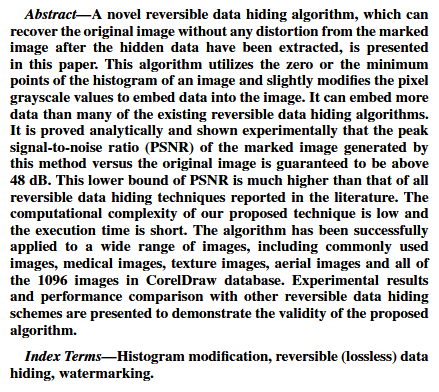 Abstract—A novel reversible data hiding algorithm, which can
recover the original image without any distortion from the marked
image after the hidden data have been extracted, is presented
in this paper. This algorithm utilizes the zero or the minimum
points of the histogram of an image and slightly modifies the pixel
grayscale values to embed data into the image. It can embed more
data than many of the existing reversible data hiding algorithms.
It is proved analytically and shown experimentally that the peak
signal-to-noise ratio (PSNR) of the marked image generated by
this method versus the original image is guaranteed to be above
48 dB. This lower bound of PSNR is much higher than that of all
reversible data hiding techniques reported in the literature. The
computational complexity of our proposed technique is low and
the execution time is short. The algorithm has been successfully
applied to a wide range of images, including commonly used
images, medical images, texture images, aerial images and all of
the 1096 images in CorelDraw database. Experimental results
and performance comparison with other reversible data hiding
schemes are presented to demonstrate the validity of the proposed
algorithm.
Index Terms—Histogram modification, reversible (lossless) data
hiding, watermarking.